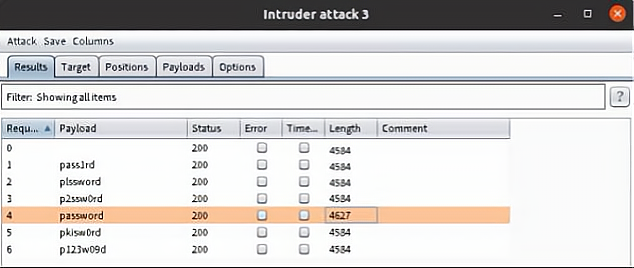 Intruder attack 3
Attack Save Columns
Results Target Positions Payloads Options
Filter: Showing all items ?
Requ... Payload Status Error Time... Length Comment
0 200 4584
1 pass1rd 200 4584
2 plssword 200 4584
3 p2ssw0rd 200 4584
4 password 200 4627
5 pkisw0rd 200 4584
6 p123w09d 200 4584